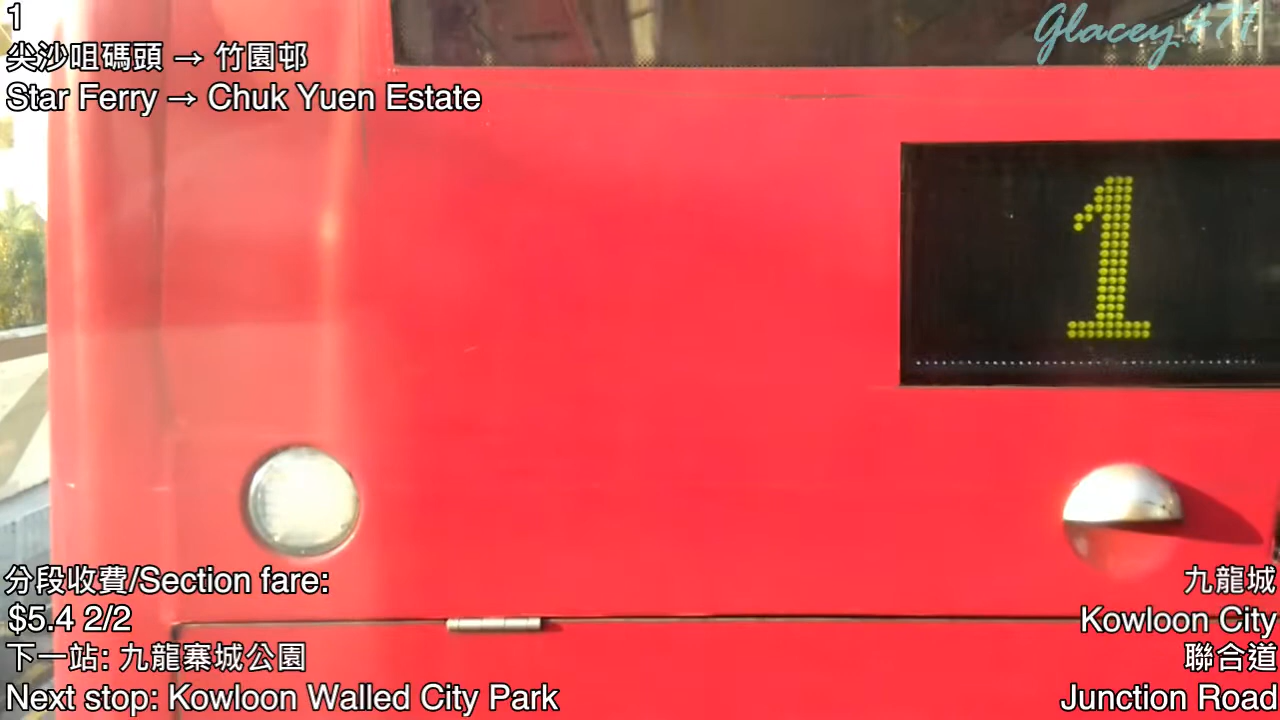 1
尖沙咀碼頭 → 竹園邨
Star Ferry → Chuk Yuen Estate
Glacey 477
1
分段收費/Section fare:
$5.4 2/2
下一站: 九龍寨城公園
Next stop: Kowloon Walled City Park
九龍城
Kowloon City
聯合道
Junction Road